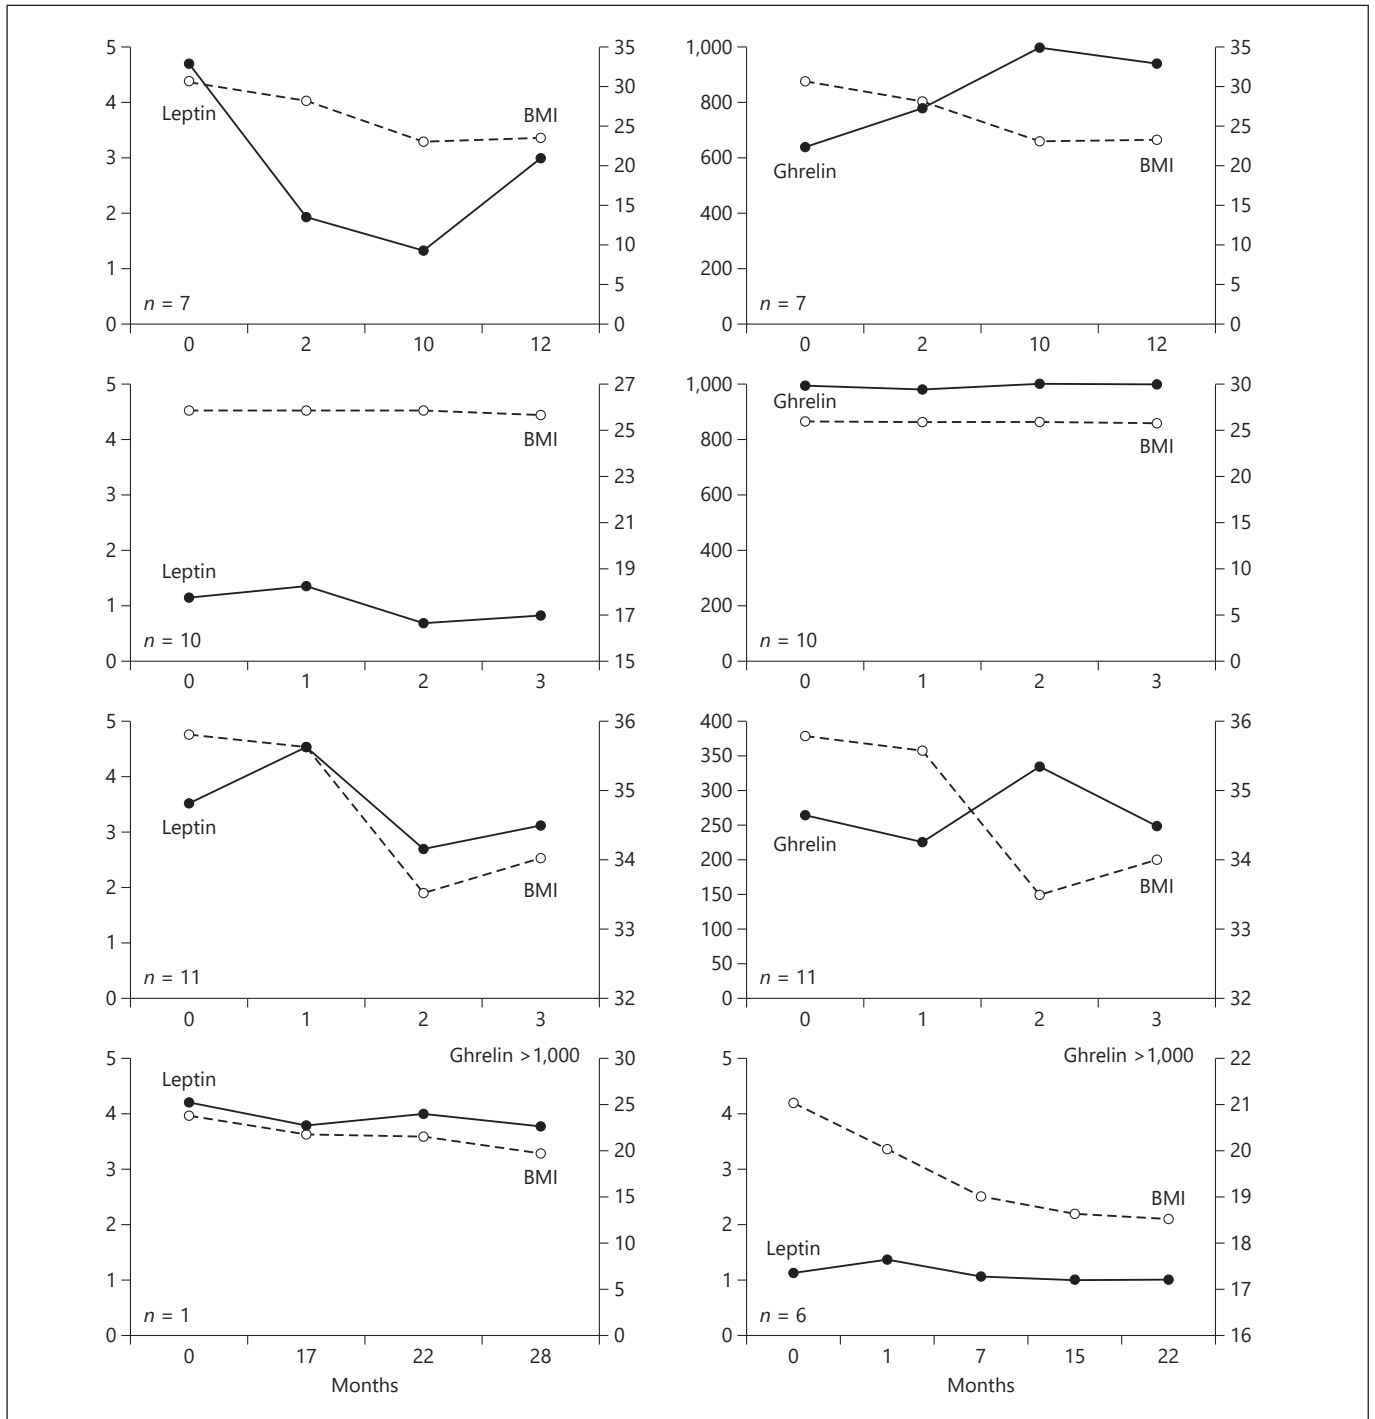 5 35 1,000 35
30 30
4 Leptin BMI 25 800 25
3 20 600 Ghrelin BMI 20
2 15 400 15
10 10
1 5 200 5
n = 7 n = 7
0 0 0 0
0 2 10 12 0 2 10 12
5 27 1,000 Ghrelin 30
4 BMI 25 800 BMI 25
23 20
3 600
21 15
2 Leptin 19 400 10
1 17 200 5
n = 10 n = 10
0 15 0 0
0 1 2 3 0 1 2 3
5 36 400 36
350
4 35 300 35
Leptin 250 Ghrelin
3 34 200 34
2 BMI 150 BMI
33 100 33
1 50
n = 11 n = 11
0 32 0 32
0 1 2 3 0 1 2 3
Ghrelin >1,000 Ghrelin >1,000
5 Leptin 30 5 22
4 25 4 21
20 20
3 BMI 3 BMI
15 19
2 10 2 Leptin 18
1 5 1 17
n = 1 n = 6
0 0 0 16
0 17 22 28 0 1 7 15 22
Months Months